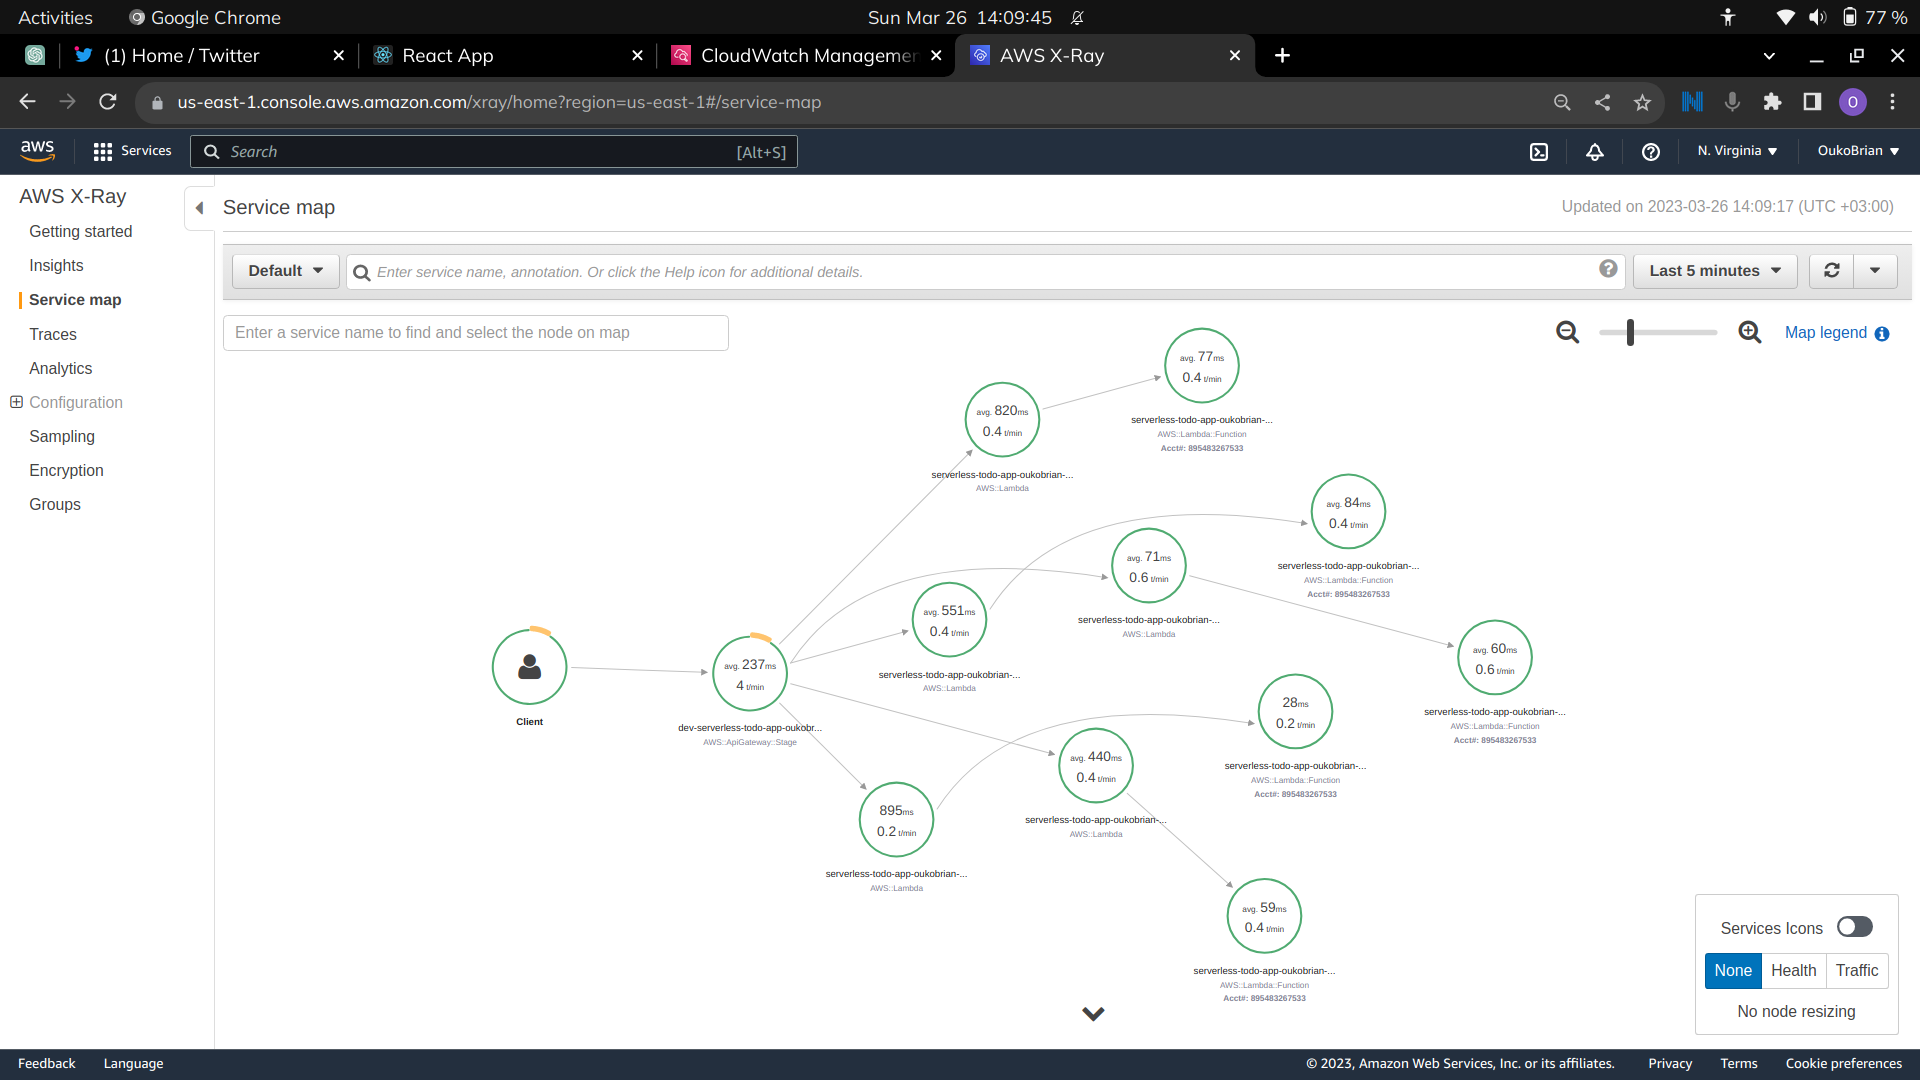 Activities
Google Chrome
Sun Mar 26 14:09:45
77 %
(1) Home / Twitter
React App
CloudWatch Managemen
AWS X-Ray
us-east-1.console.aws.amazon.com/xray/home?region=us-east-1#/service-map
O
aws
Services
Search
[Alt+S]
N. Virginia
OukoBrian
AWS X-Ray
Getting started
Insights
Service map
Traces
Analytics
Configuration
Sampling
Encryption
Groups
Service map
Updated on 2023-03-26 14:09:17 (UTC +03:00)
Default
Enter service name, annotation. Or click the Help icon for additional details.
Last 5 minutes
Enter a service name to find and select the node on map
Map legend
avg. 77ms
0.4 t/min
serverless-todo-app-oukobrian-...
AWS::Lambda::Function
Acct#: 895483267533
avg. 820ms
0.4 t/min
serverless-todo-app-oukobrian-...
AWS::Lambda
avg. 84ms
0.4 t/min
serverless-todo-app-oukobrian-...
AWS::Lambda::Function
Acct#: 895483267533
avg. 71ms
0.6 t/min
serverless-todo-app-oukobrian-...
AWS::Lambda
avg. 551ms
0.4 t/min
serverless-todo-app-oukobrian-...
AWS::Lambda
avg. 60ms
0.6 t/min
serverless-todo-app-oukobrian-...
AWS::Lambda::Function
Acct#: 895483267533
Client
avg. 237ms
4 t/min
dev-serverless-todo-app-oukobr...
AWS::ApiGateway::Stage
28ms
0.2 t/min
serverless-todo-app-oukobrian-...
AWS::Lambda::Function
Acct#: 895483267533
avg. 440ms
0.4 t/min
serverless-todo-app-oukobrian-...
AWS::Lambda
895ms
0.2 t/min
serverless-todo-app-oukobrian-...
AWS::Lambda
avg. 59ms
0.4 t/min
serverless-todo-app-oukobrian-...
AWS::Lambda::Function
Acct#: 895483267533
Services Icons
None
Health
Traffic
No node resizing
Feedback
Language
© 2023, Amazon Web Services, Inc. or its affiliates.
Privacy
Terms
Cookie preferences